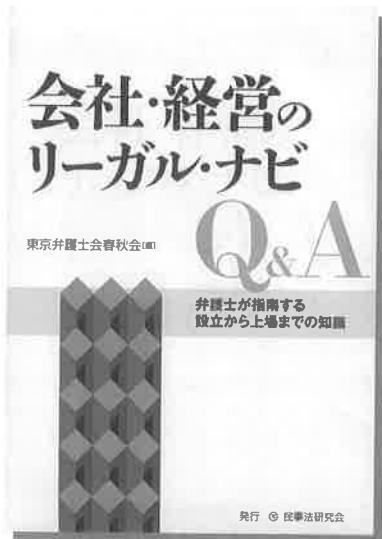 会社・経営の
リーガル・ナビ
Q&A
東京弁護士会春秋会編
弁護士が指南する
設立から上場までの知識
発行 民事法研究会